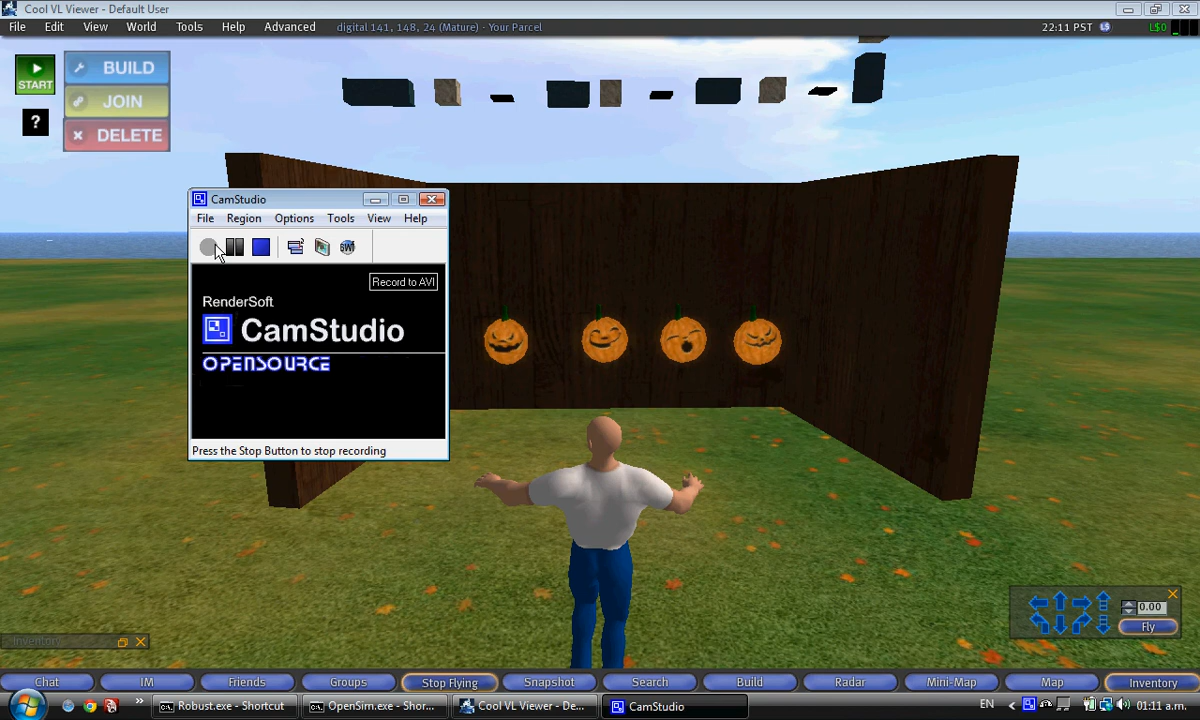 Cool VL Viewer - Default User
File Edit View World Tools Help Advanced digital 141, 148, 24 (Mature) - Your Parcel 22:11 PST L$0
START
BUILD
JOIN
DELETE
?
CamStudio
File Region Options Tools View Help
SWF
Record to AVI
RenderSoft
CamStudio
OPENSOURCE
Press the Stop Button to stop recording
0.00
Fly
Inventory
Chat IM Friends Groups Stop Flying Snapshot Search Build Radar Mini-Map Map Inventory
Robust.exe - Shortcut OpenSim.exe - Shor... Cool VL Viewer - De... CamStudio EN 01:11 a.m.